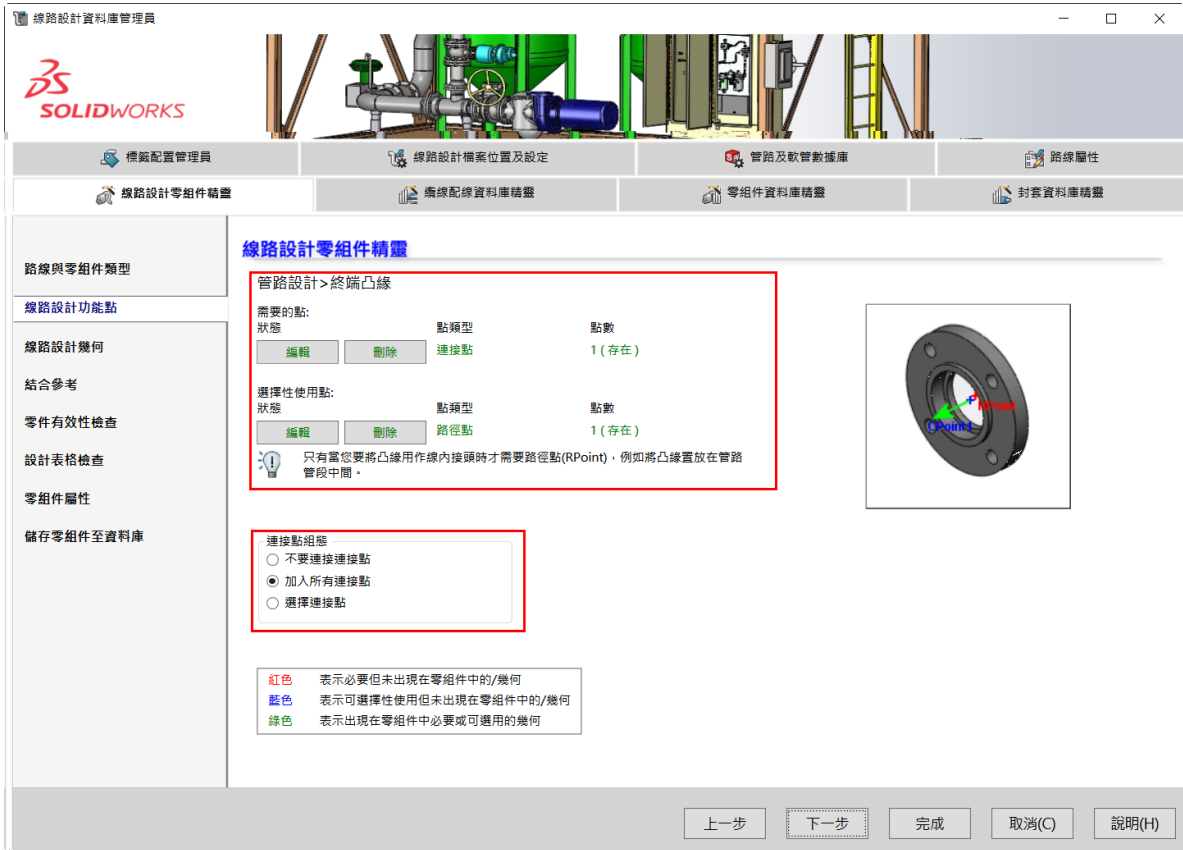 線路設計資料庫管理員
SOLIDWORKS
標籤配置管理員
線路設計檔案位置及設定
管路及軟管數據庫
路線屬性
線路設計零組件精靈
纜線配線資料庫精靈
零組件資料庫精靈
封套資料庫精靈
路線與零組件類型
線路設計功能點
線路設計幾何
結合參考
零件有效性檢查
設計表格檢查
零組件屬性
儲存零組件至資料庫
線路設計零組件精靈
管路設計>終端凸緣
需要的點:
狀態 點類型 點數
編輯 刪除 連接點 1 ( 存在 )
選擇性使用點:
狀態 點類型 點數
編輯 刪除 路徑點 1 ( 存在 )
只有當您要將凸緣用作線內接頭時才需要路徑點(RPoint)，例如將凸緣置放在管路
管段中間。
RPoint
CPoint1
連接點組態
不要連接連接點
加入所有連接點
選擇連接點
紅色 表示必要但未出現在零組件中的/幾何
藍色 表示可選擇性使用但未出現在零組件中的/幾何
綠色 表示出現在零組件中必要或可選用的幾何
上一步 下一步 完成 取消(C) 說明(H)